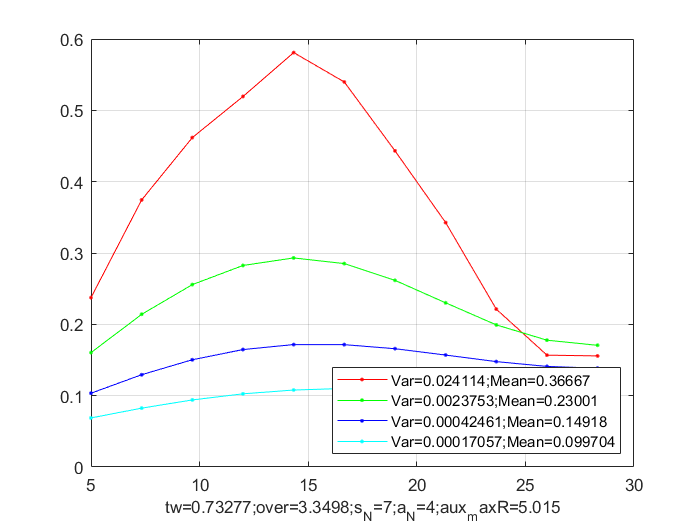 0.6
0.5
0.4
0.3
0.2
0.1
0
5
10
15
20
25
30
Var=0.024114;Mean=0.36667
Var=0.0023753;Mean=0.23001
Var=0.00042461;Mean=0.14918
Var=0.00017057;Mean=0.099704
tw=0.73277;over=3.3498;s_N=7;a_N=4;aux_maxR=5.015